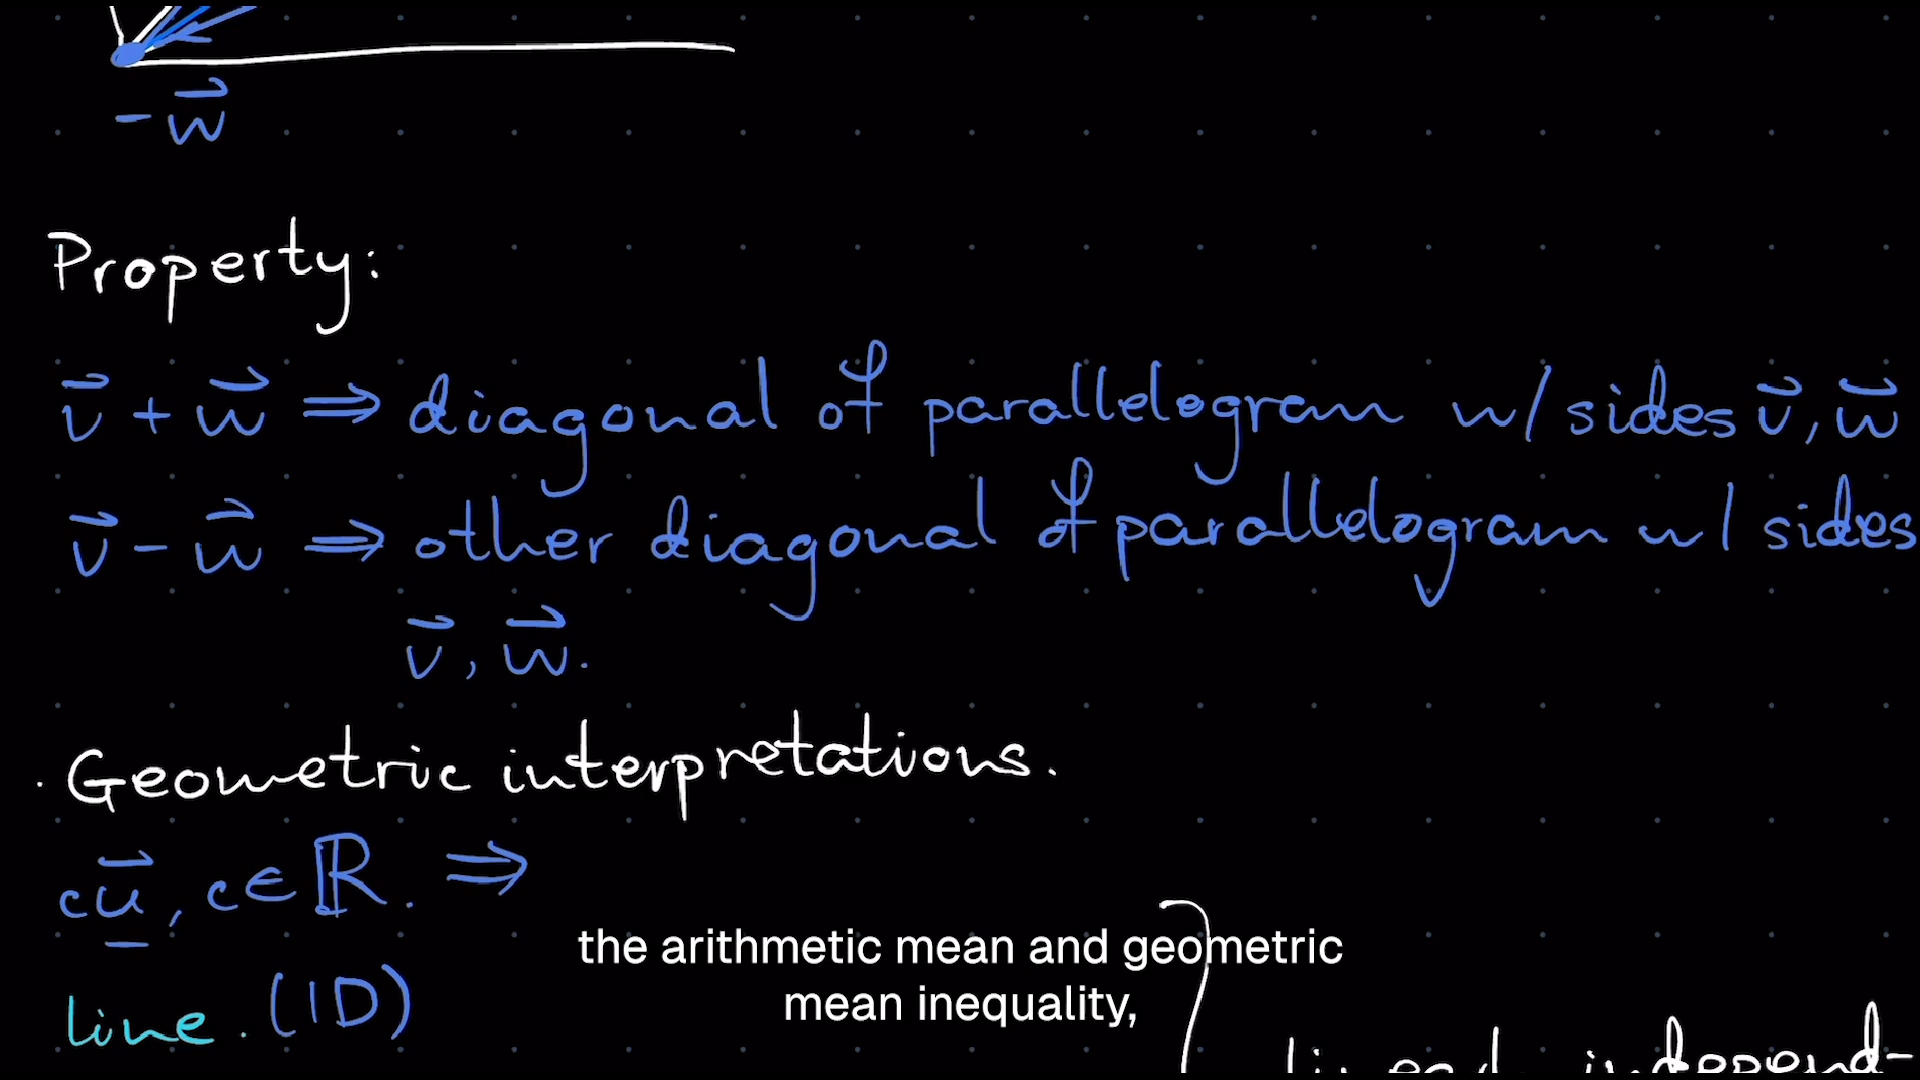 -w⃗
Property:
v⃗ + w⃗ ⇒ diagonal of parallelogram w/ sides v⃗, w⃗
v⃗ - w⃗ ⇒ other diagonal of parallelogram w/ sides
v⃗, w⃗.
· Geometric interpretations.
cu⃗, c∈ℝ. ⇒
line. (1D)
the arithmetic mean and geometric
mean inequality,
independ-